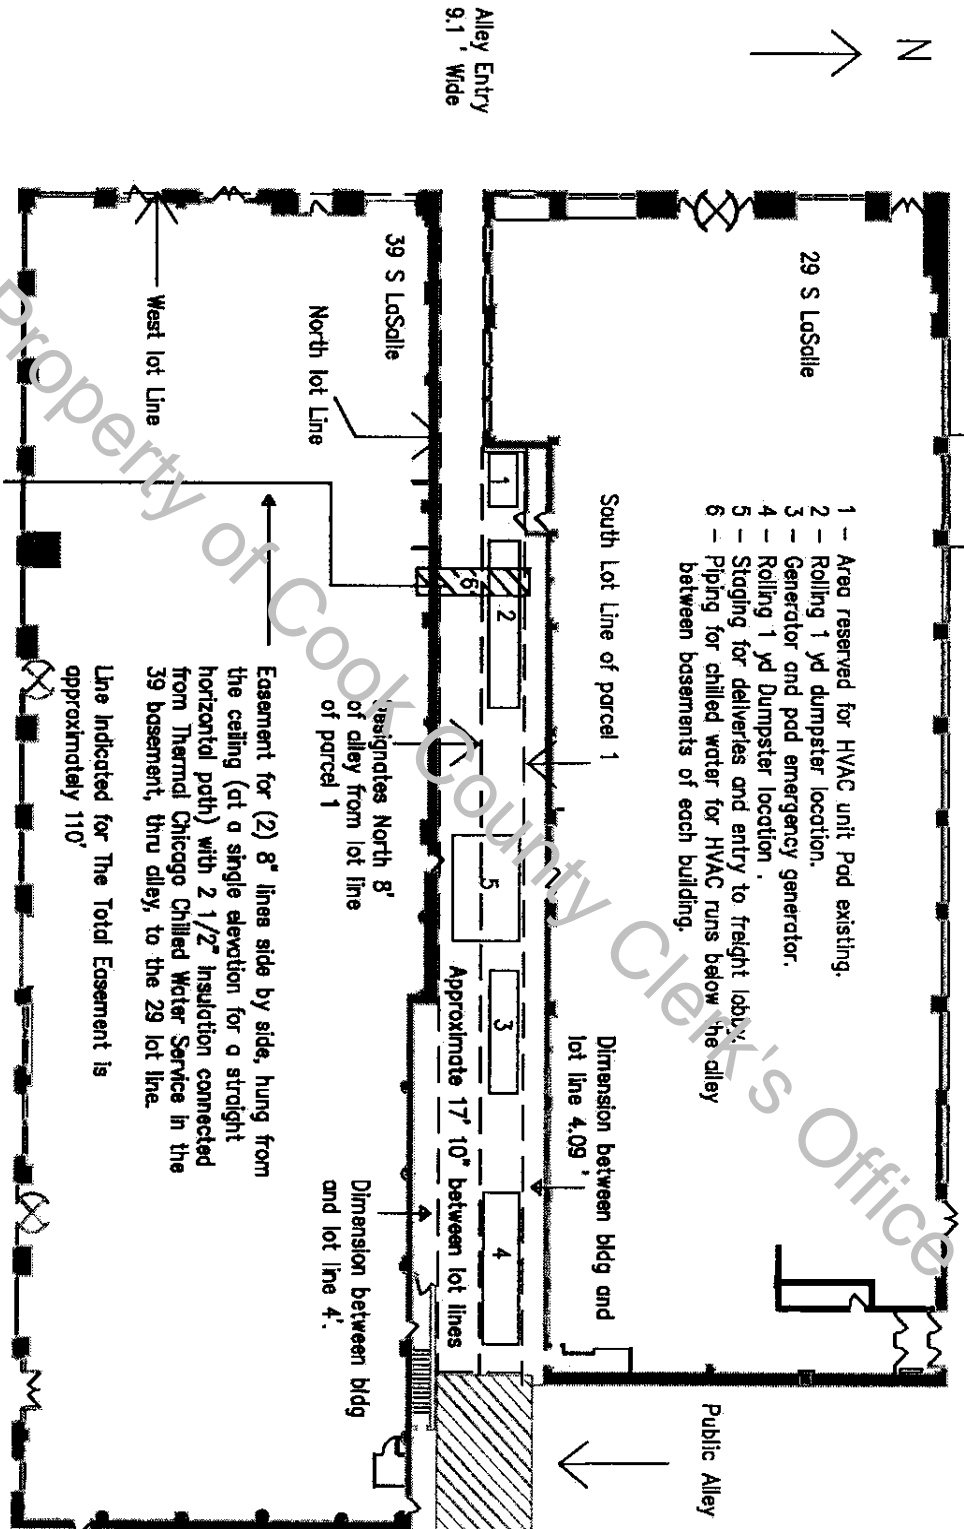 N
Alley Entry
9.1 ' Wide
29 S LaSalle
1 - Area reserved for HVAC unit Pad existing.
2 - Rolling 1 yd dumpster location.
3 - Generator and pad emergency generator.
4 - Rolling 1 yd Dumpster location .
5 - Staging for deliveries and entry to freight lobby.
6 - Piping for chilled water for HVAC runs below the alley
between basements of each building.
Public Alley
South Lot Line of parcel 1
Dimension between bldg and
lot line 4.09 '
1
6
2
5
3
4
Approximate 17' 10" between lot lines
39 S LaSalle
North lot Line
West lot Line
Designates North 8'
of alley from lot line
of parcel 1
Dimension between bldg
and lot line 4'.
Easement for (2) 8" lines side by side, hung from
the ceiling (at a single elevation for a straight
horizontal path) with 2 1/2" insulation connected
from Thermal Chicago Chilled Water Service in the
39 basement, thru alley, to the 29 lot line.
Line Indicated for The Total Easement is
approximately 110'
Property of Cook County Clerk's Office